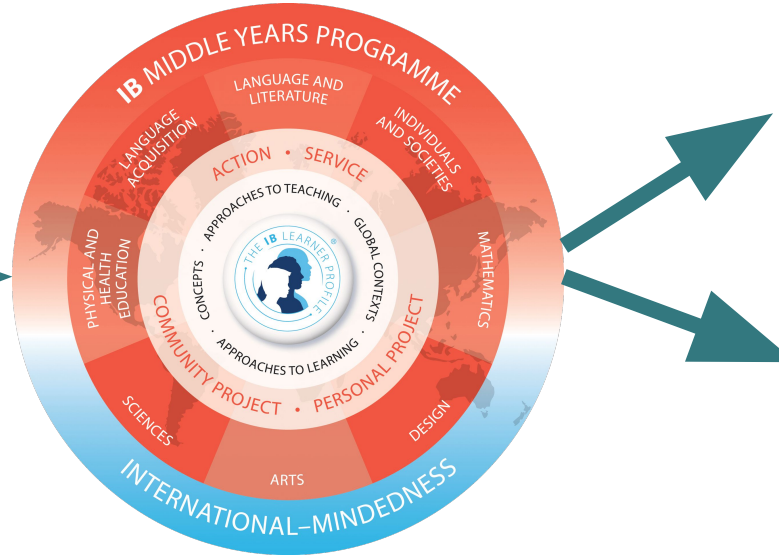 IB MIDDLE YEARS PROGRAMME
LANGUAGE AND
LITERATURE
LANGUAGE
ACQUISITION
INDIVIDUALS
AND SOCIETIES
PHYSICAL AND
HEALTH
EDUCATION
MATHEMATICS
SCIENCES
DESIGN
ARTS
ACTION • SERVICE
COMMUNITY PROJECT • PERSONAL PROJECT
APPROACHES TO TEACHING · GLOBAL CONTEXTS · APPROACHES TO LEARNING · CONCEPTS ·
THE IB LEARNER PROFILE ®
INTERNATIONAL–MINDEDNESS